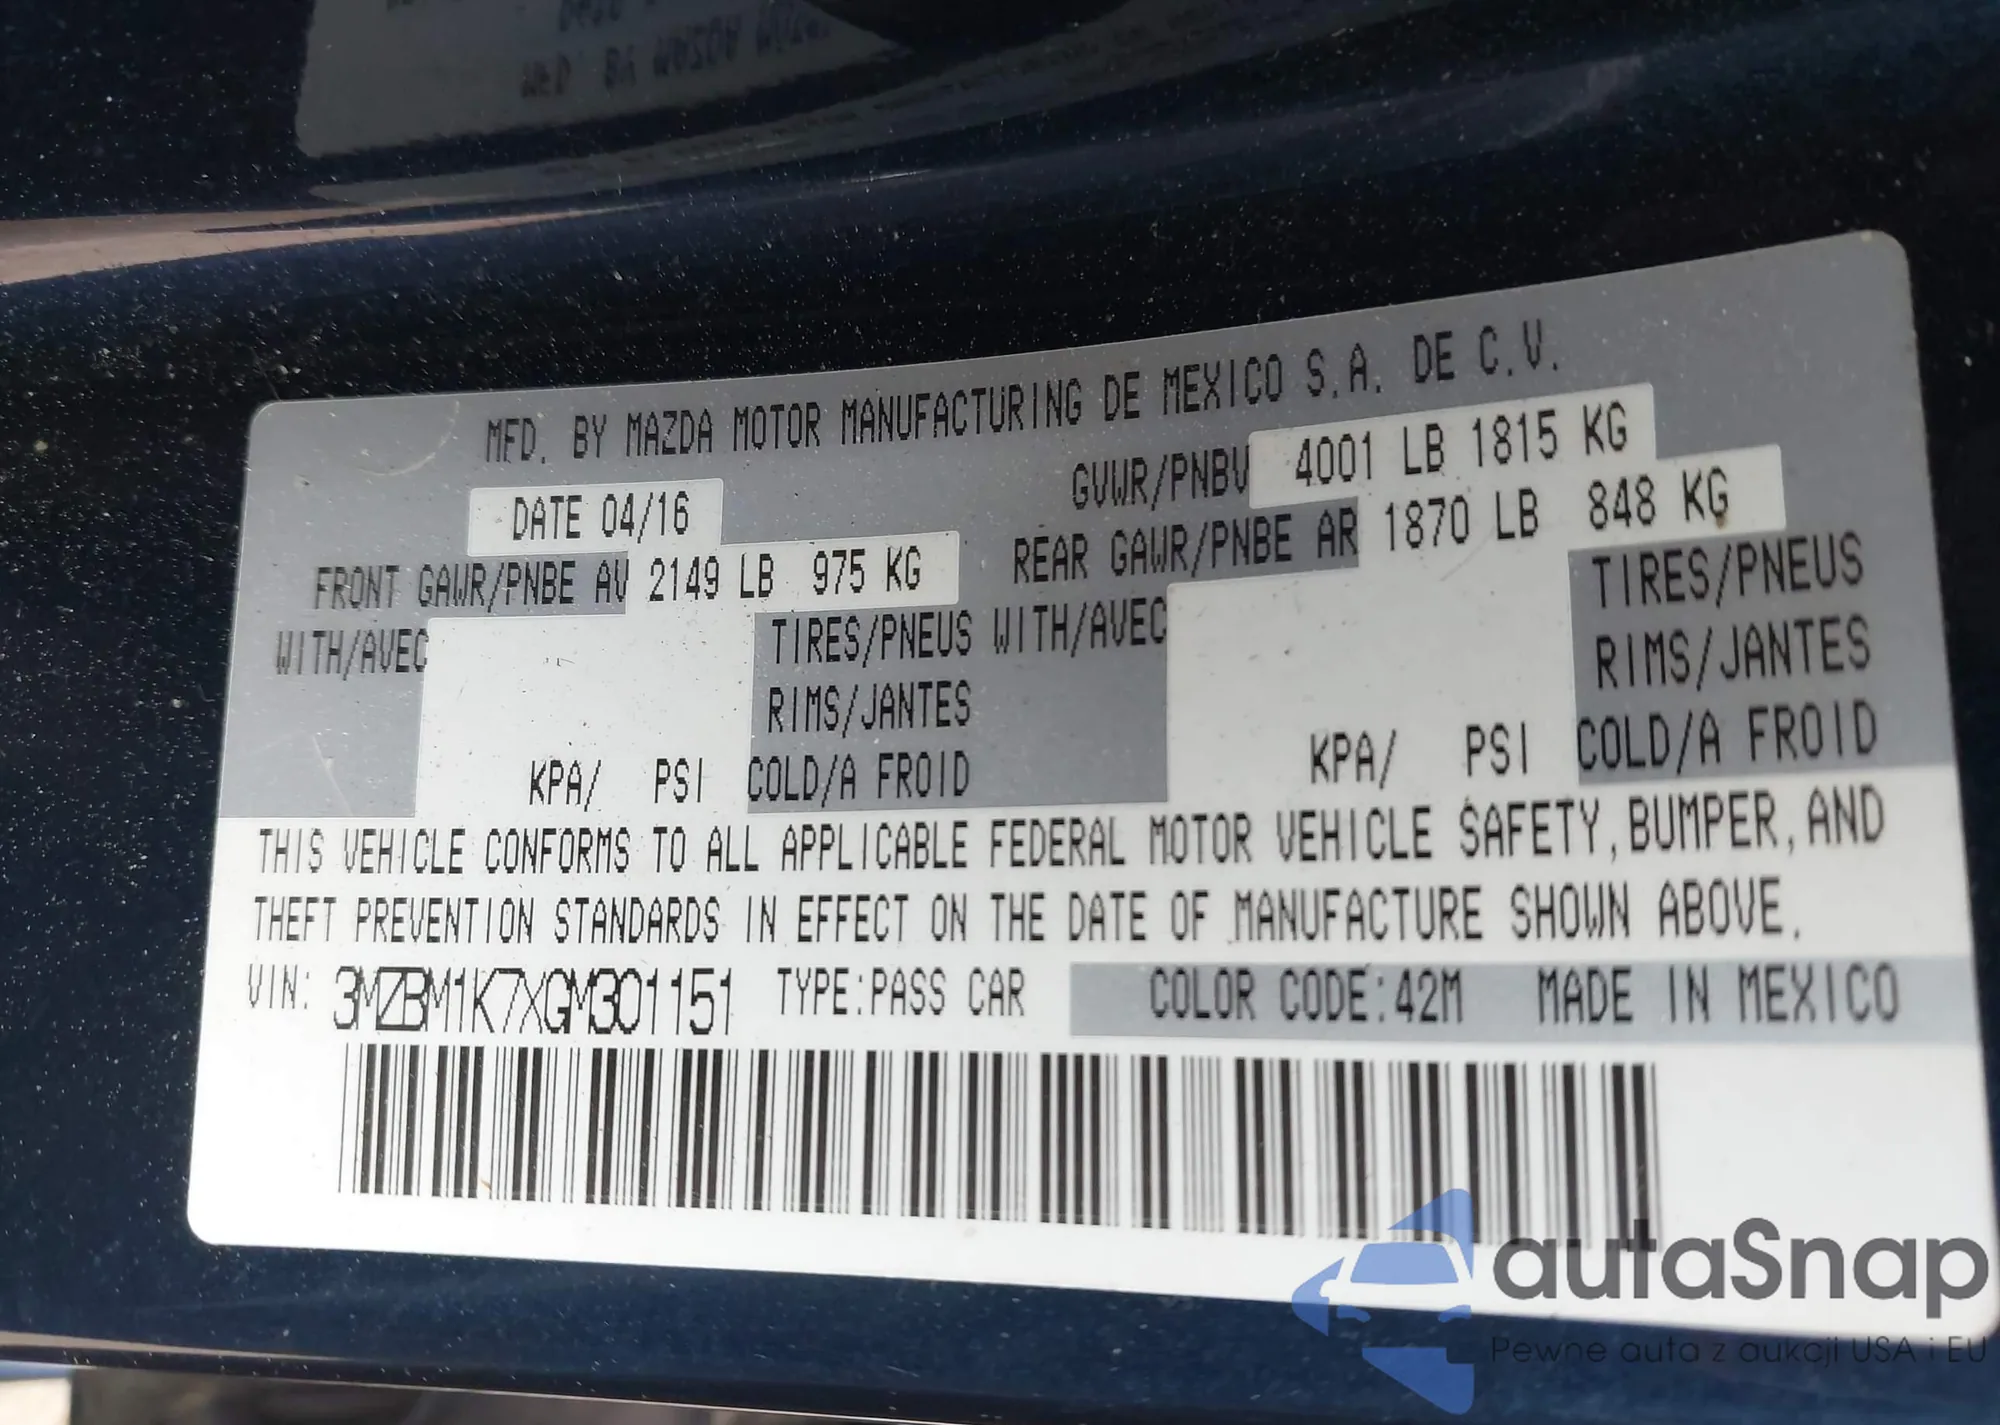 MFD. BY MAZDA MOTOR MANUFACTURING DE MEXICO S.A. DE C.V.
DATE 04/16
GVWR/PNBV 4001 LB 1815 KG
FRONT GAWR/PNBE AV 2149 LB 975 KG
REAR GAWR/PNBE AR 1870 LB 848 KG
WITH/AVEC TIRES/PNEUS WITH/AVEC TIRES/PNEUS
RIMS/JANTES RIMS/JANTES
KPA/ PSI COLD/A FROID KPA/ PSI COLD/A FROID
THIS VEHICLE CONFORMS TO ALL APPLICABLE FEDERAL MOTOR VEHICLE SAFETY, BUMPER, AND
THEFT PREVENTION STANDARDS IN EFFECT ON THE DATE OF MANUFACTURE SHOWN ABOVE.
VIN: 3MZBM1K7XGM301151 TYPE:PASS CAR COLOR CODE:42M MADE IN MEXICO
autaSnap
Pewne auta z aukcji USA i EU